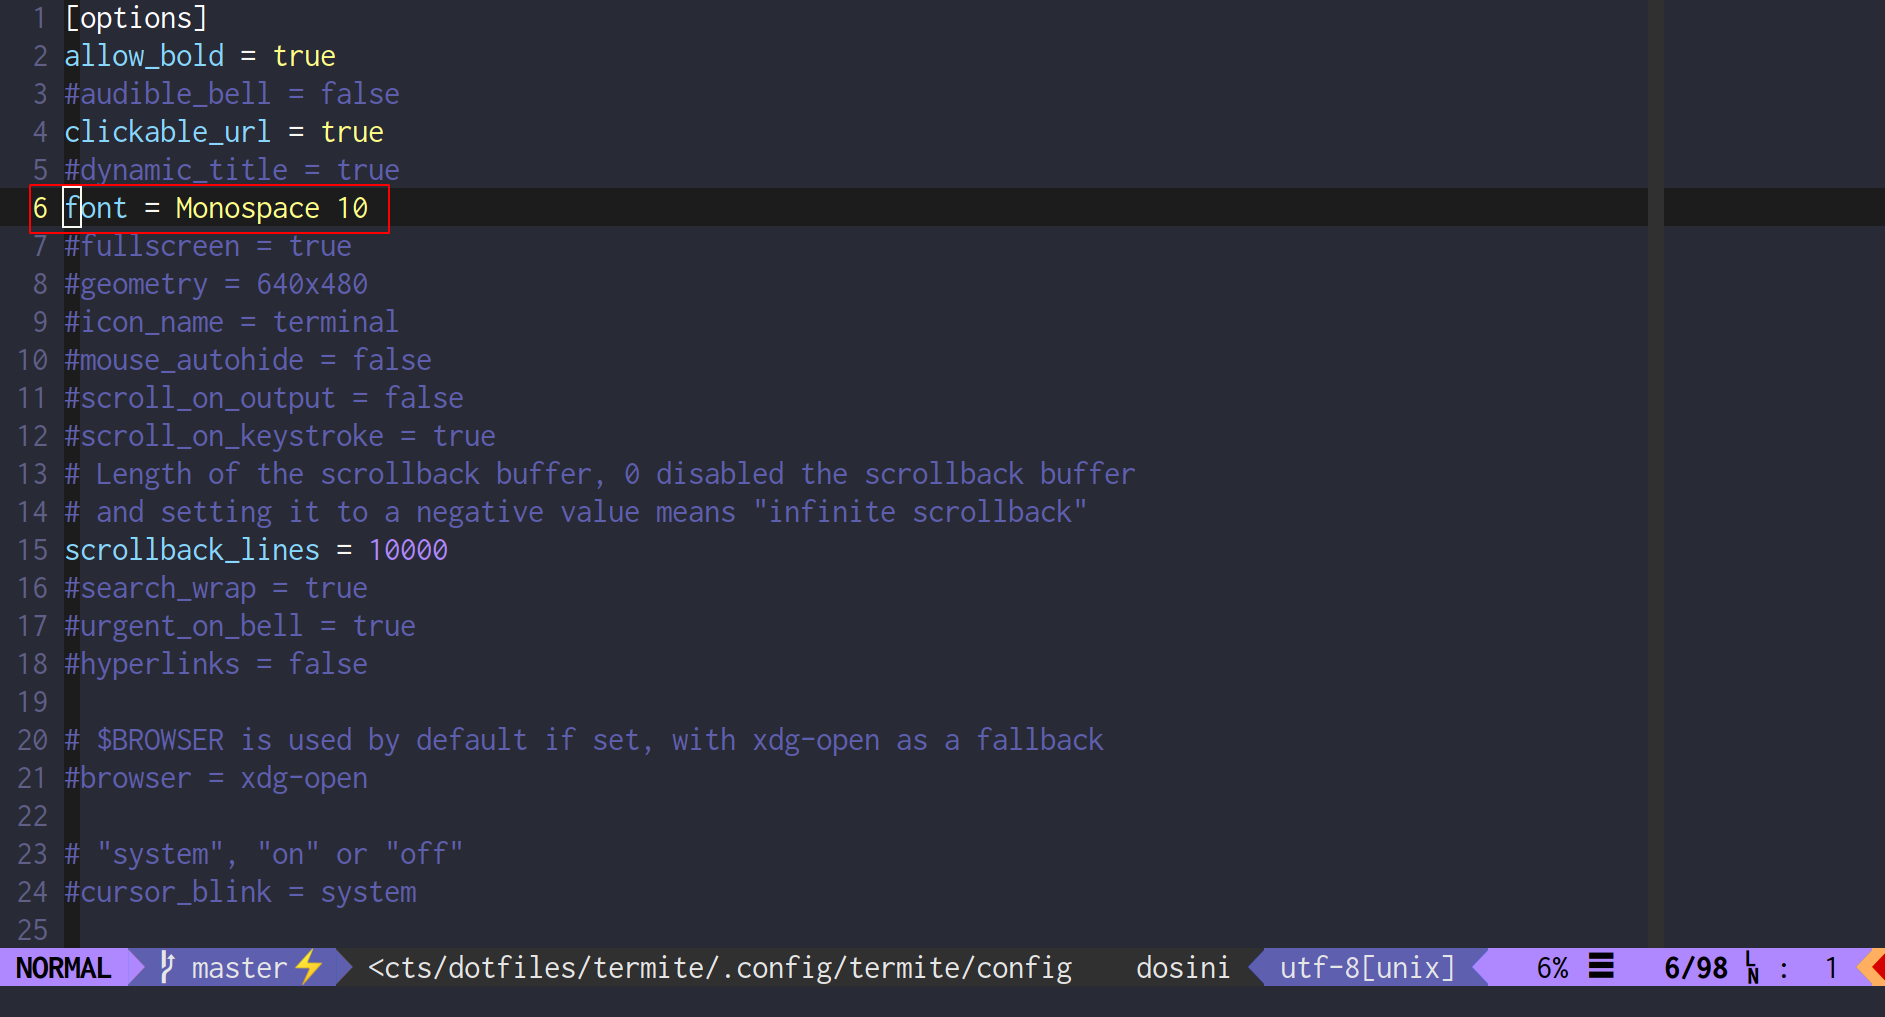 1 [options]
2 allow_bold = true
3 #audible_bell = false
4 clickable_url = true
5 #dynamic_title = true
6 font = Monospace 10
7 #fullscreen = true
8 #geometry = 640x480
9 #icon_name = terminal
10 #mouse_autohide = false
11 #scroll_on_output = false
12 #scroll_on_keystroke = true
13 # Length of the scrollback buffer, 0 disabled the scrollback buffer
14 # and setting it to a negative value means "infinite scrollback"
15 scrollback_lines = 10000
16 #search_wrap = true
17 #urgent_on_bell = true
18 #hyperlinks = false
19
20 # $BROWSER is used by default if set, with xdg-open as a fallback
21 #browser = xdg-open
22
23 # "system", "on" or "off"
24 #cursor_blink = system
25
NORMAL master⚡ <cts/dotfiles/termite/.config/termite/config dosini utf-8[unix] 6% ☰ 6/98 ␤ : 1